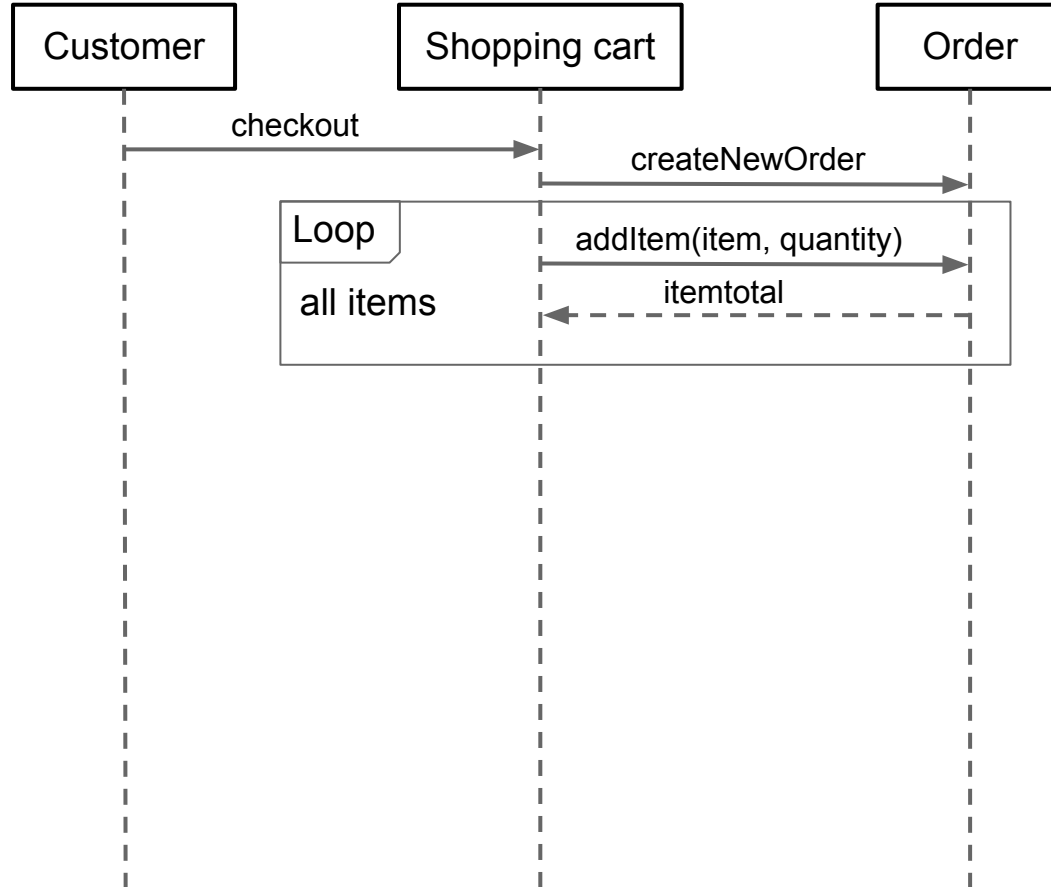 Customer
Shopping cart
Order
checkout
createNewOrder
Loop
addItem(item, quantity)
all items
itemtotal